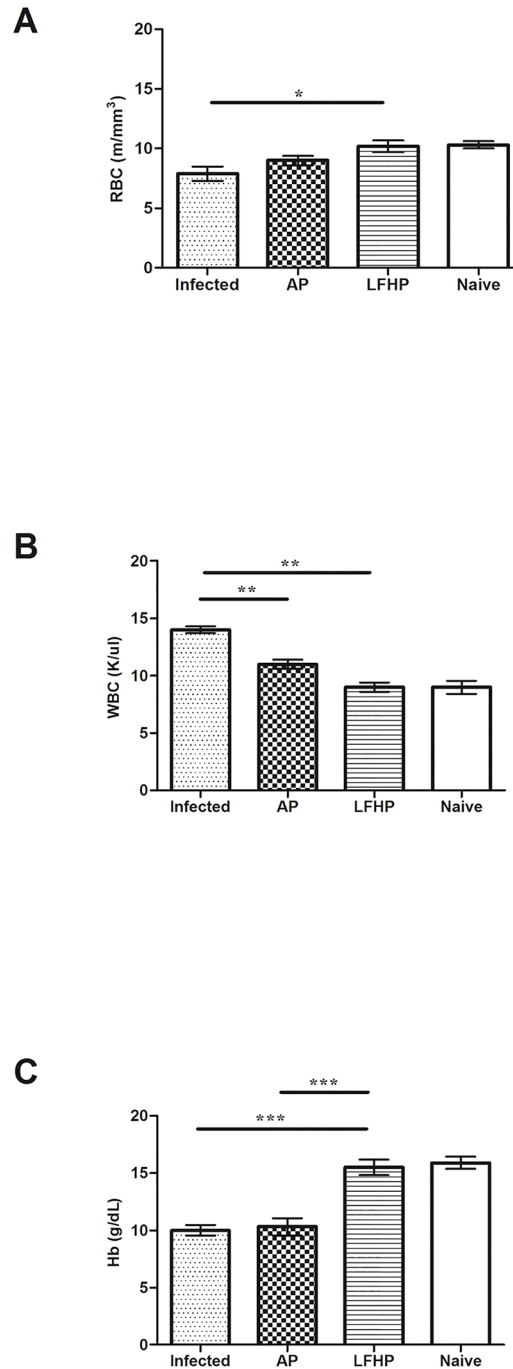 A
20
15
10
5
0
RBC (m/mm³)
*
Infected AP LFHP Naive
B
20
15
10
5
0
WBC (K/ul)
**
**
Infected AP LFHP Naive
C
20
15
10
5
0
Hb (g/dL)
***
***
Infected AP LFHP Naive